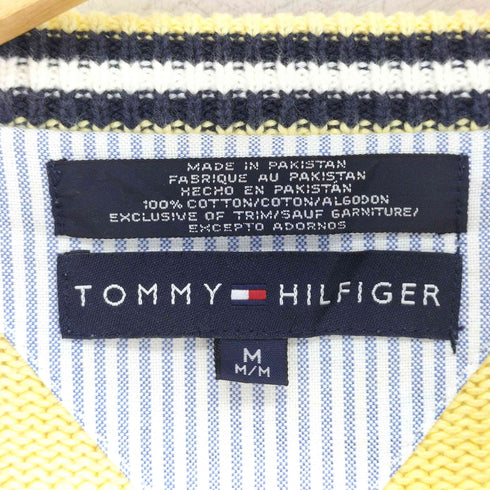 MADE IN PAKISTAN
FABRIQUE AU PAKISTAN
HECHO EN PAKISTAN
100% COTTON/COTON/ALGODON
EXCLUSIVE OF TRIM/SAUF GARNITURE/
EXCEPTO ADORNOS
TOMMY HILFIGER
M
M/M